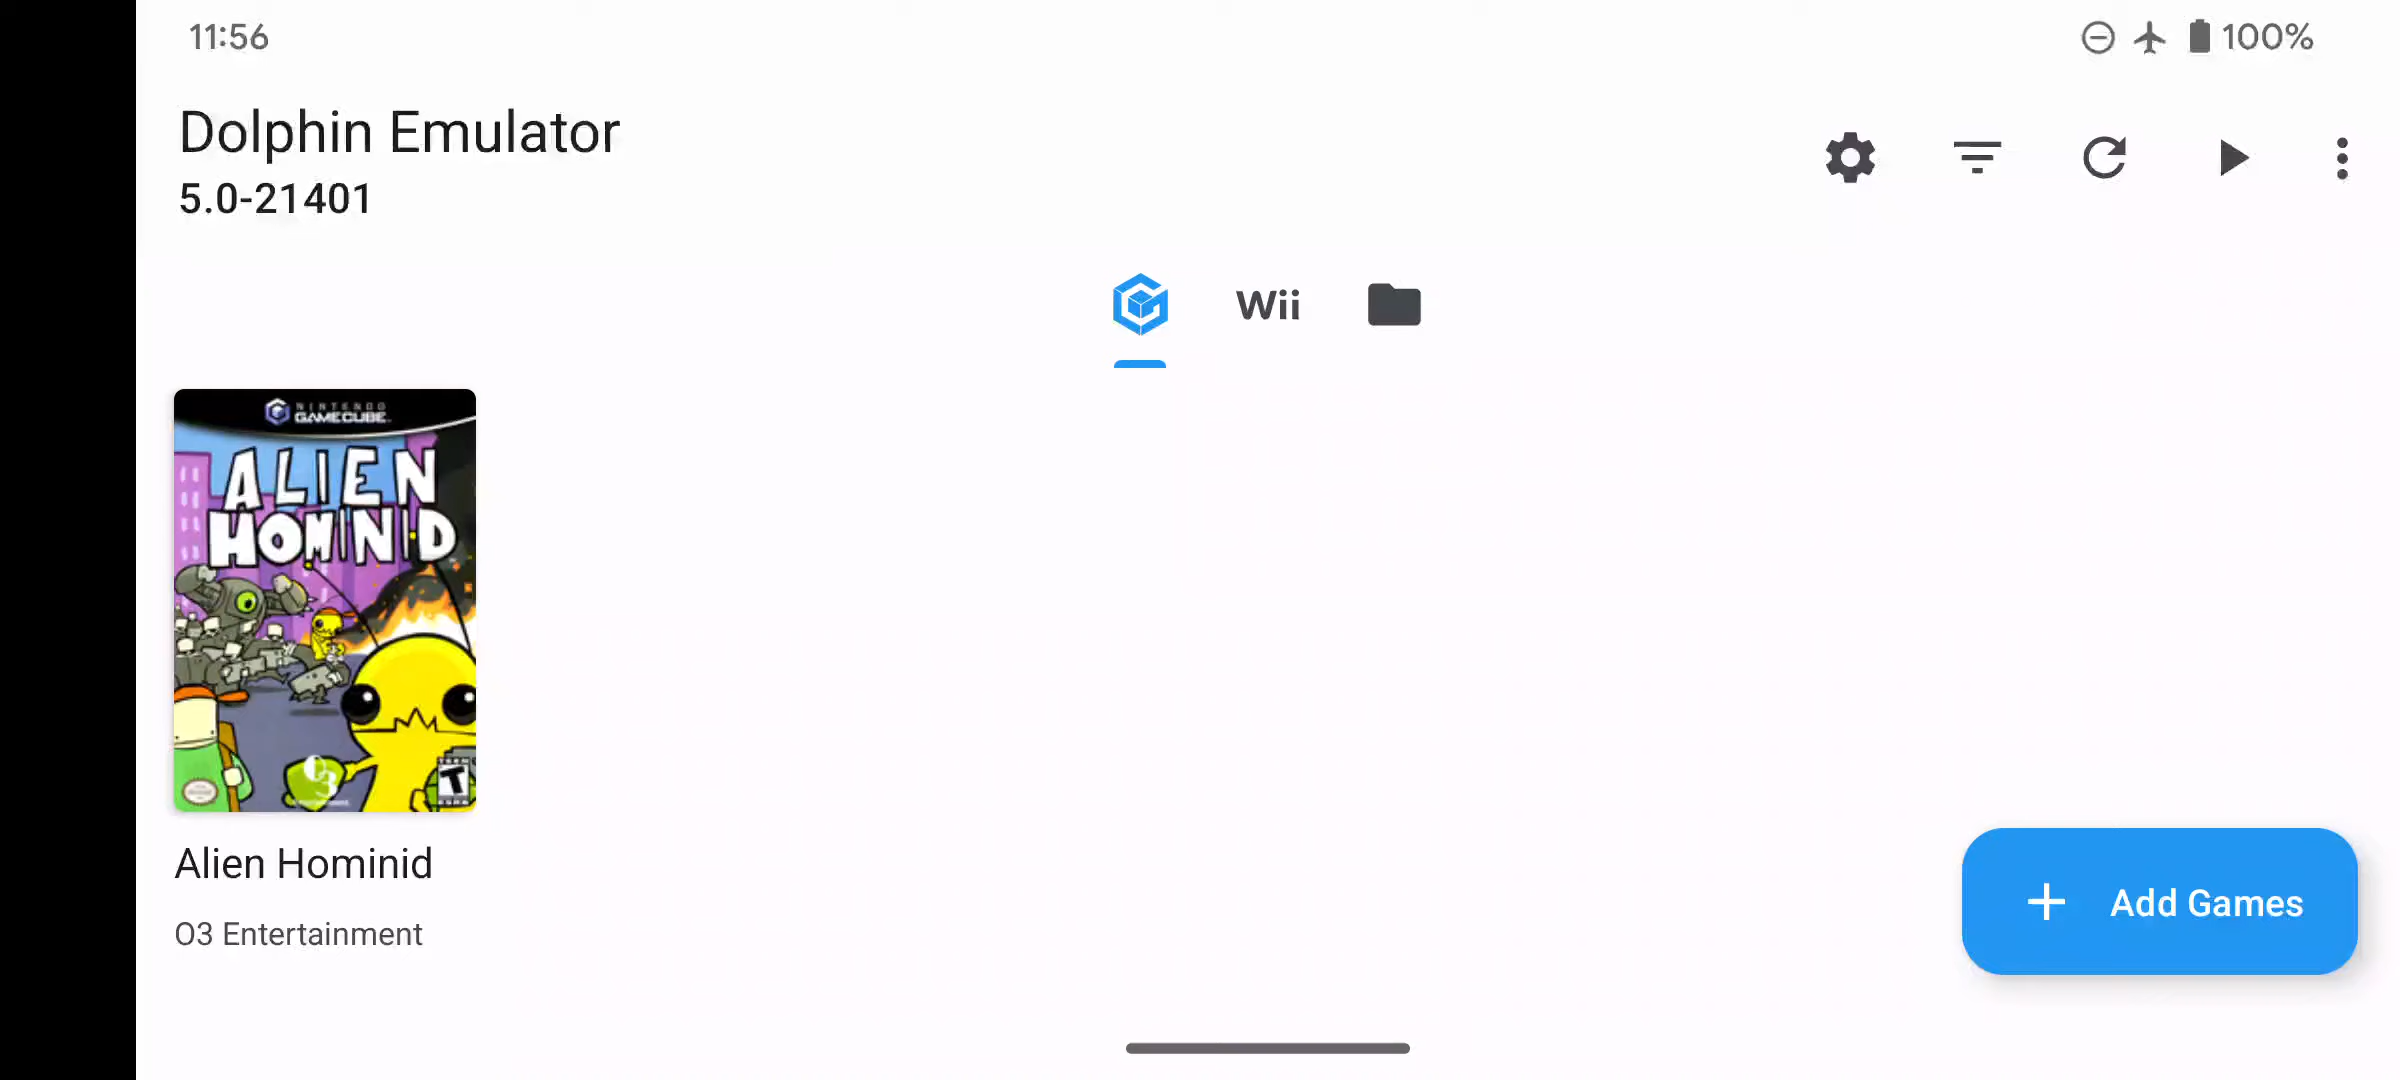 11:56
100%
Dolphin Emulator
5.0-21401
Wii
NINTENDO
GAMECUBE
ALIEN
HOMINID
O3
T
Alien Hominid
O3 Entertainment
Add Games